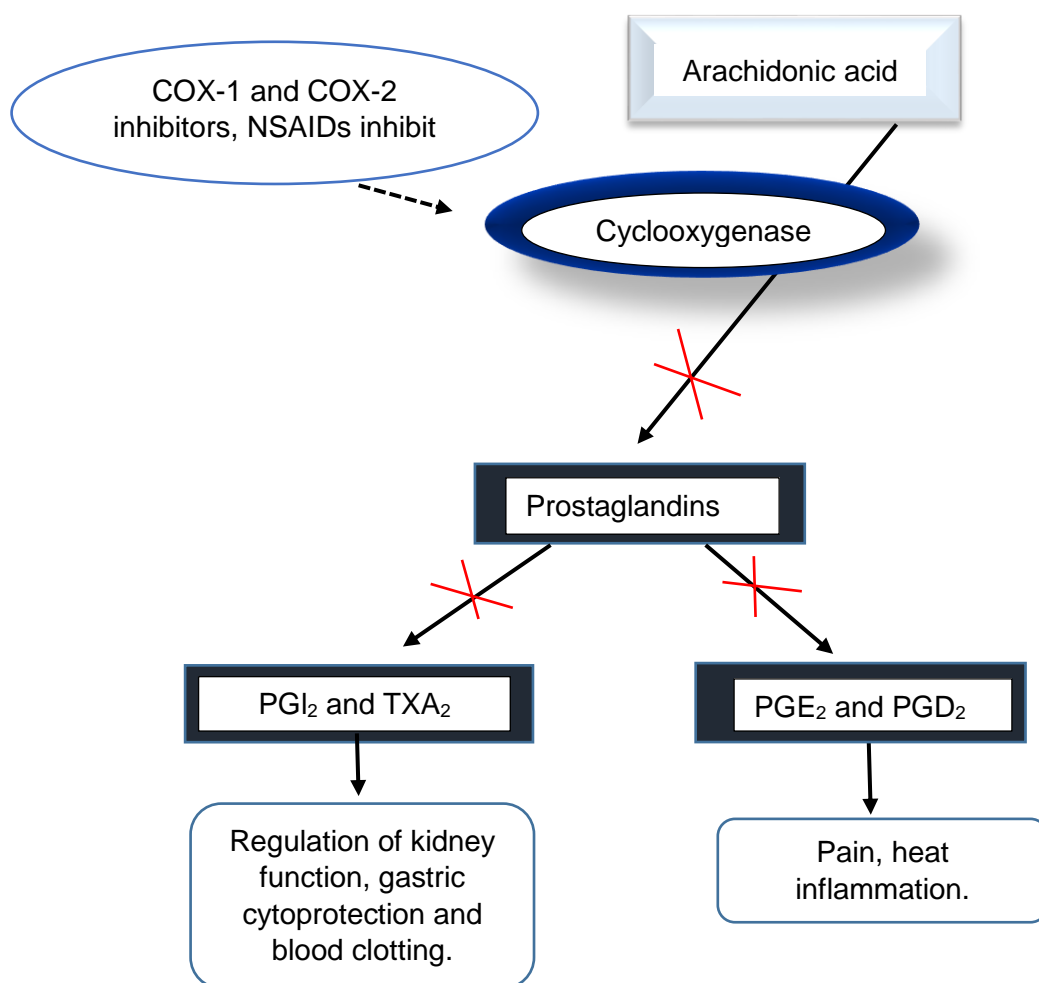 COX-1 and COX-2
inhibitors, NSAIDs inhibit
Arachidonic acid
Cyclooxygenase
Prostaglandins
PGI₂ and TXA₂
PGE₂ and PGD₂
Regulation of kidney
function, gastric
cytoprotection and
blood clotting.
Pain, heat
inflammation.